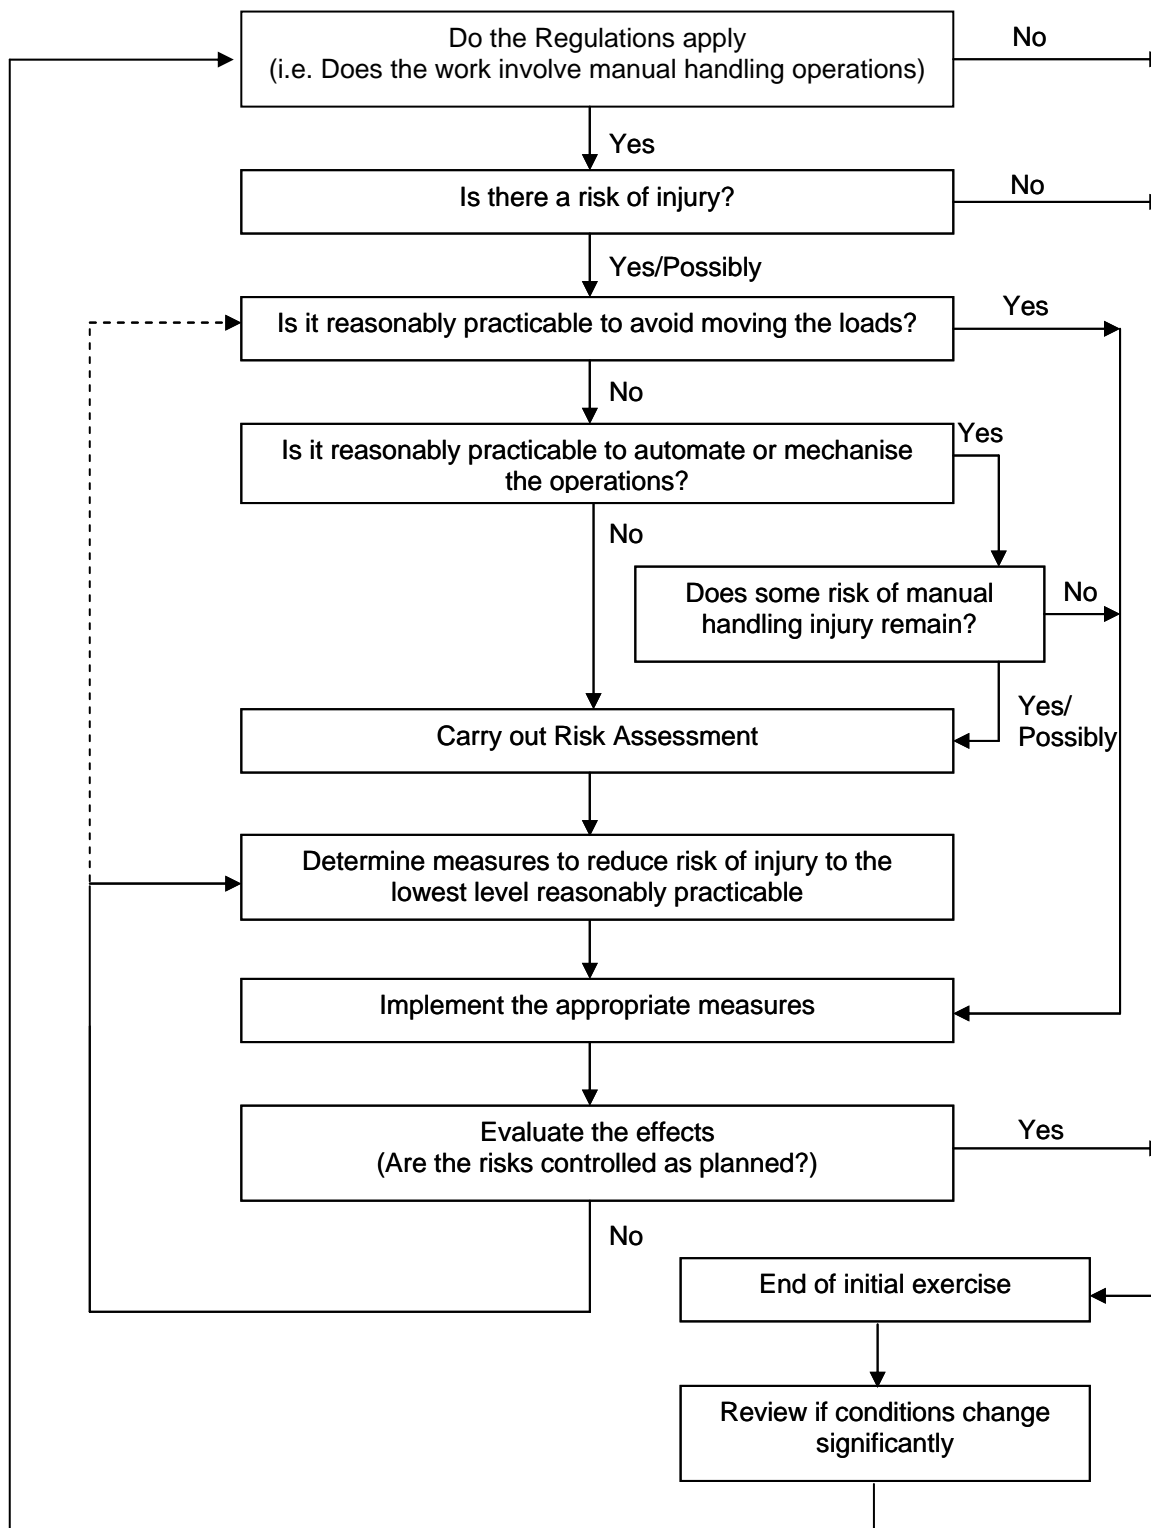 Do the Regulations apply
(i.e. Does the work involve manual handling operations)
No
Yes
Is there a risk of injury?
No
Yes/Possibly
Is it reasonably practicable to avoid moving the loads?
Yes
No
Is it reasonably practicable to automate or mechanise
the operations?
Yes
No
Does some risk of manual
handling injury remain?
No
Yes/
Possibly
Carry out Risk Assessment
Determine measures to reduce risk of injury to the
lowest level reasonably practicable
Implement the appropriate measures
Evaluate the effects
(Are the risks controlled as planned?)
Yes
No
End of initial exercise
Review if conditions change
significantly